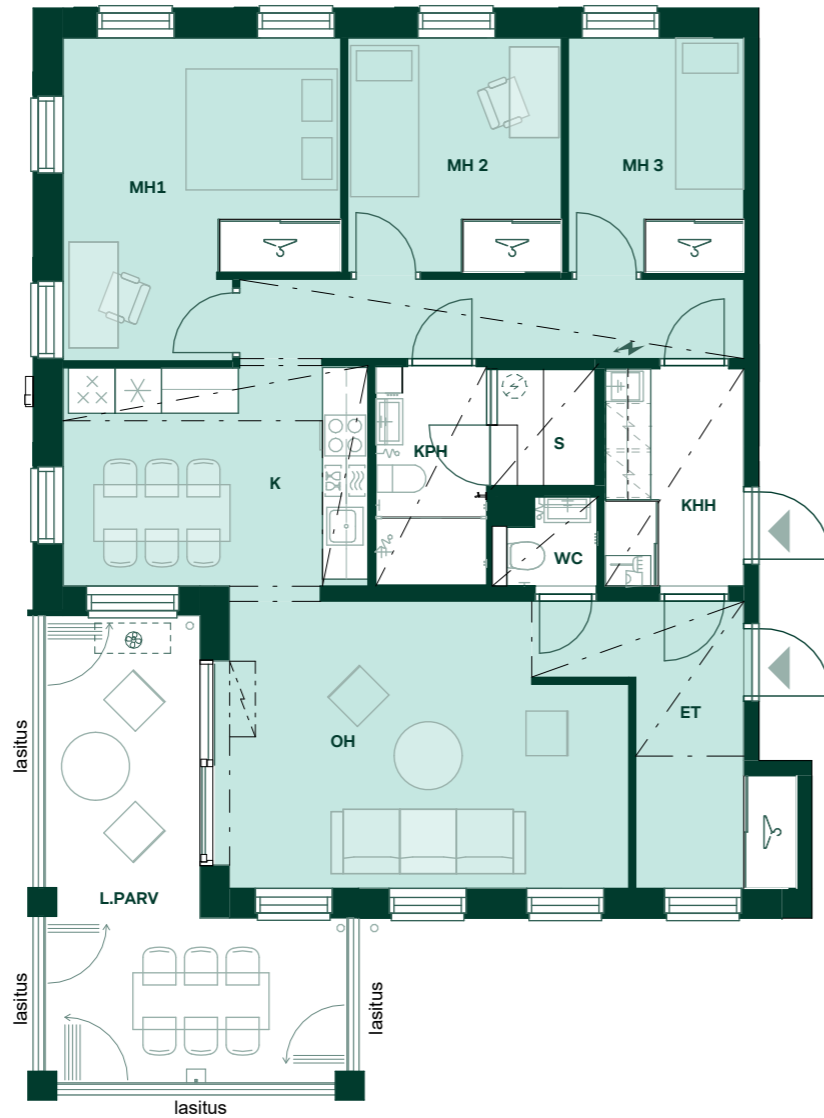 MH1
MH 2
MH 3
K
KPH
S
KHH
WC
ET
OH
lasitus
L.PARV
lasitus
lasitus
lasitus